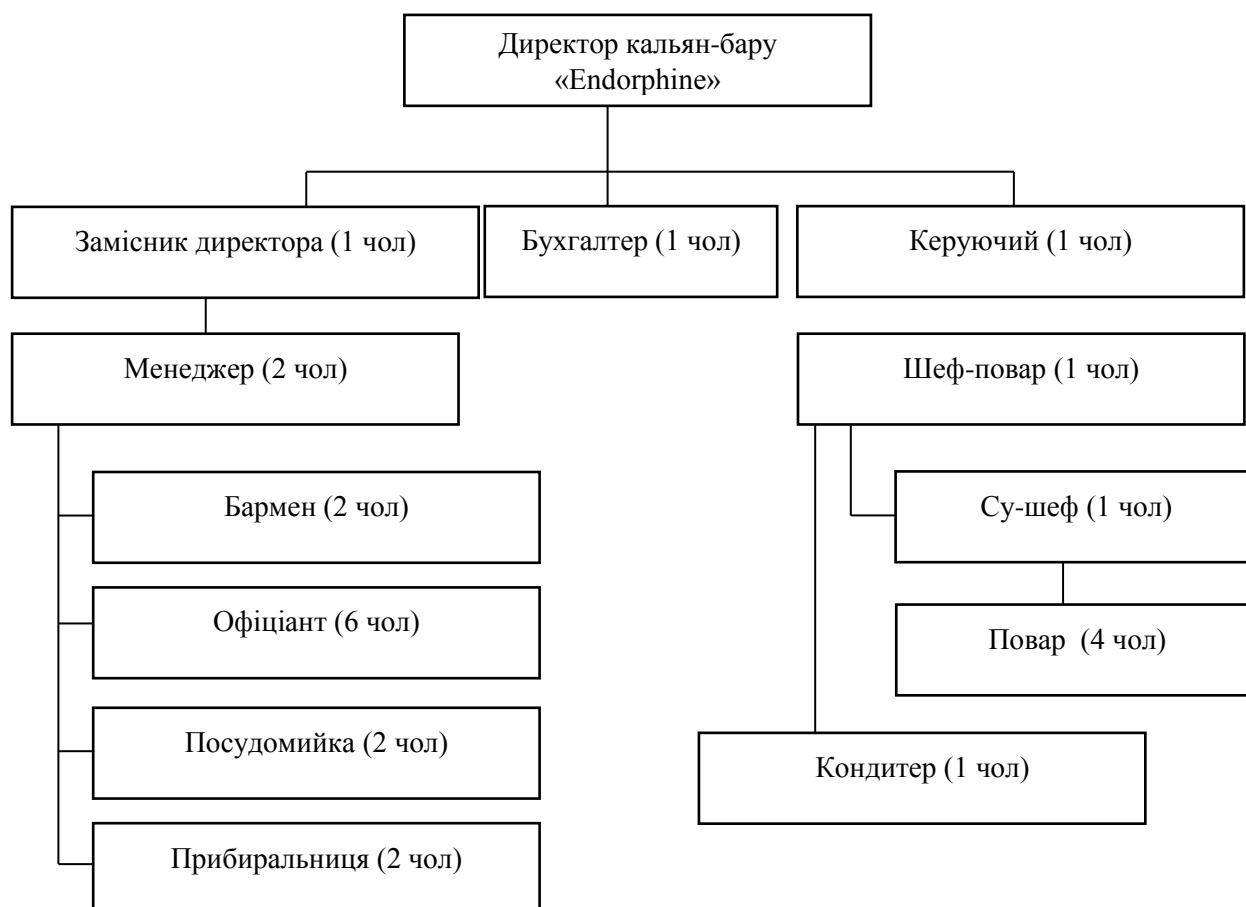 Директор кальян-бару
«Endorphine»
Замісник директора (1 чол)
Бухгалтер (1 чол)
Керуючий (1 чол)
Менеджер (2 чол)
Шеф-повар (1 чол)
Бармен (2 чол)
Су-шеф (1 чол)
Офіціант (6 чол)
Повар (4 чол)
Посудомийка (2 чол)
Кондитер (1 чол)
Прибиральниця (2 чол)